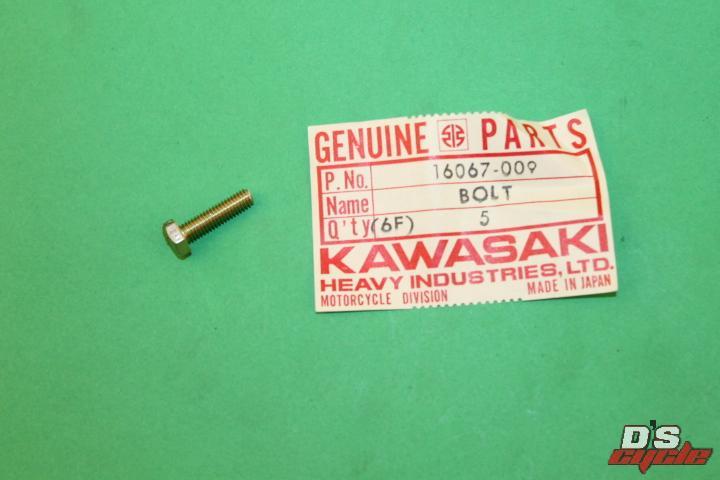 GENUINE PARTS
P.No. 16067-009
Name BOLT
Q'ty (6F) 5
KAWASAKI
HEAVY INDUSTRIES, LTD.
MOTORCYCLE DIVISION MADE IN JAPAN
D'S
cycle